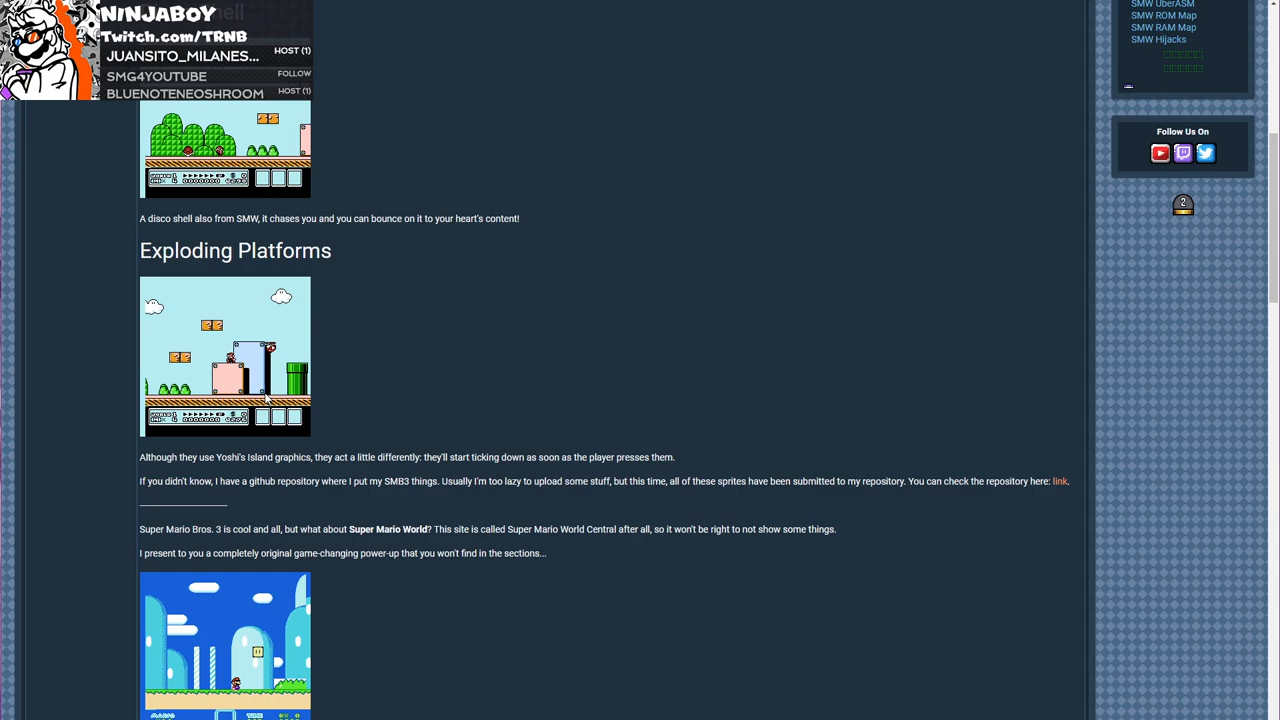 NINJABOY
Twitch.com/TRNB
JUANSITO_MILANES... HOST (1)
SMG4YOUTUBE FOLLOW
BLUENOTENEOSHROOM HOST (1)
SMW UberASM
SMW ROM Map
SMW RAM Map
SMW Hijacks
Follow Us On
2
A disco shell also from SMW, it chases you and you can bounce on it to your heart's content!
Exploding Platforms
Although they use Yoshi's Island graphics, they act a little differently: they'll start ticking down as soon as the player presses them.
If you didn't know, I have a github repository where I put my SMB3 things. Usually I'm too lazy to upload some stuff, but this time, all of these sprites have been submitted to my repository. You can check the repository here: link.
Super Mario Bros. 3 is cool and all, but what about Super Mario World? This site is called Super Mario World Central after all, so it won't be right to not show some things.
I present to you a completely original game-changing power-up that you won't find in the sections...
MARIO TIME